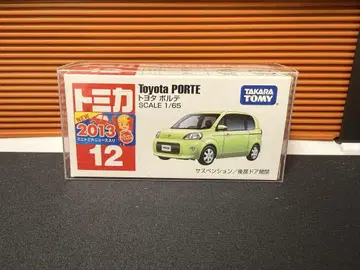 トミカ
2013
12
Toyota PORTE
トヨタ ポルテ
SCALE 1/65
TAKARA
TOMY
サスペンション／後部ドア開閉